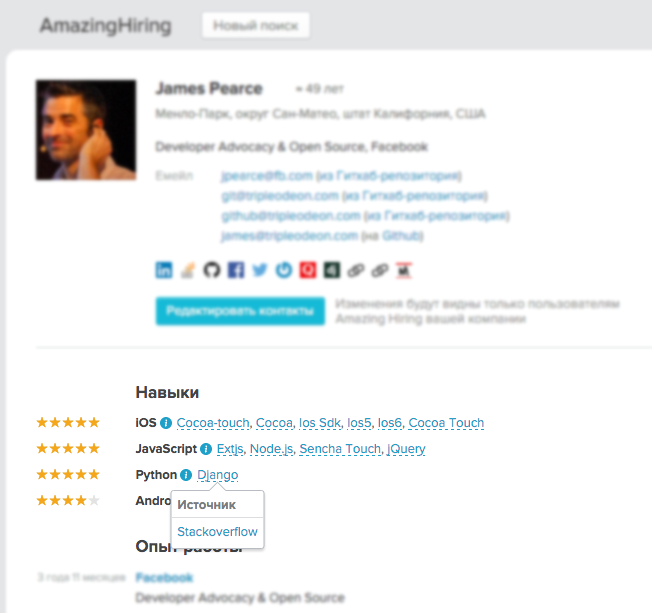 AmazingHiring Новый поиск
James Pearce ≈ 49 лет
Менло-Парк, округ Сан-Матео, штат Калифорния, США
Developer Advocacy & Open Source, Facebook
Емейл jpearce@fb.com (из Гитхаб-репозитория)
git@tripleodeon.com (из Гитхаб-репозитория)
github@tripleodeon.com (из Гитхаб-репозитория)
james@tripleodeon.com (на Github)
Редактировать контакты Изменения будут видны только пользователям
Amazing Hiring вашей компании
Навыки
iOS Cocoa-touch, Cocoa, Ios Sdk, Ios5, Ios6, Cocoa Touch
JavaScript Extjs, Node.js, Sencha Touch, jQuery
Python Django
Andro
Источник
Stackoverflow
Опыт работы
3 года 11 месяцев Facebook
Developer Advocacy & Open Source